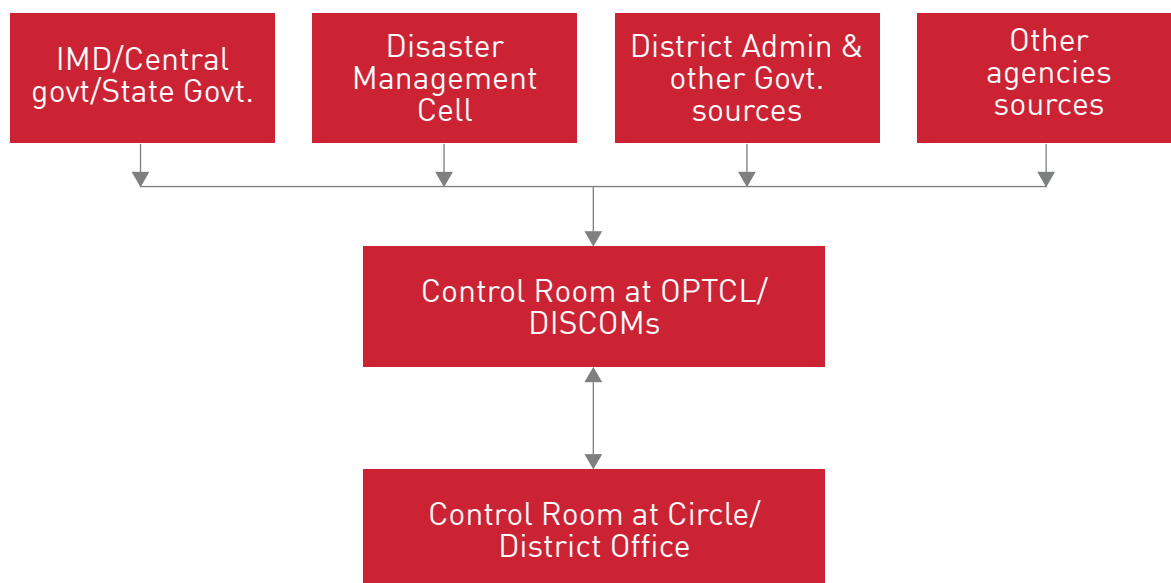 IMD/Central
govt/State Govt.
Disaster
Management
Cell
District Admin &
other Govt.
sources
Other
agencies
sources
Control Room at OPTCL/
DISCOMs
Control Room at Circle/
District Office